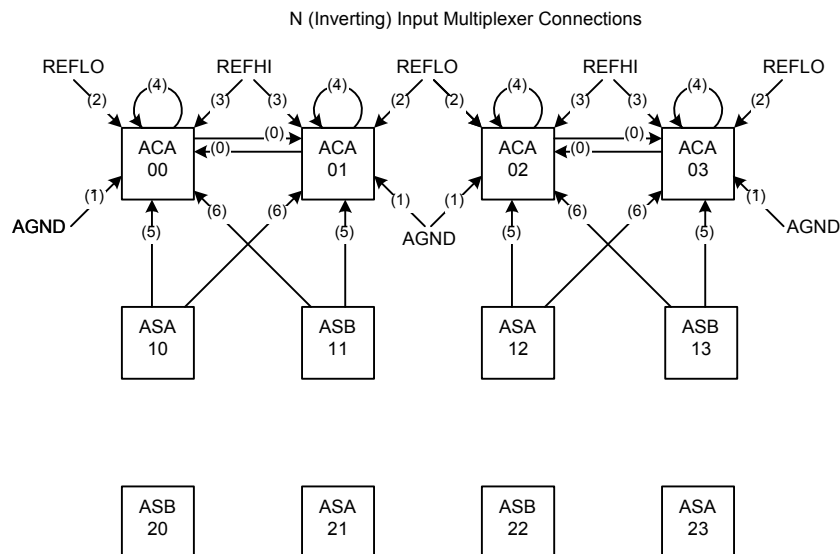 N (Inverting) Input Multiplexer Connections
REFLO REFHI REFLO REFHI REFLO
(4) (4) (4) (4)
(2) (3) (3) (2) (2) (3) (3) (2)
(0) (0)
ACA 00 ACA 01 ACA 02 ACA 03
(0) (0)
(1) (1) (1) (1)
(6) (6) (6) (6)
AGND AGND AGND
(5) (5) (5) (5)
ASA 10 ASB 11 ASA 12 ASB 13
ASB 20 ASA 21 ASB 22 ASA 23